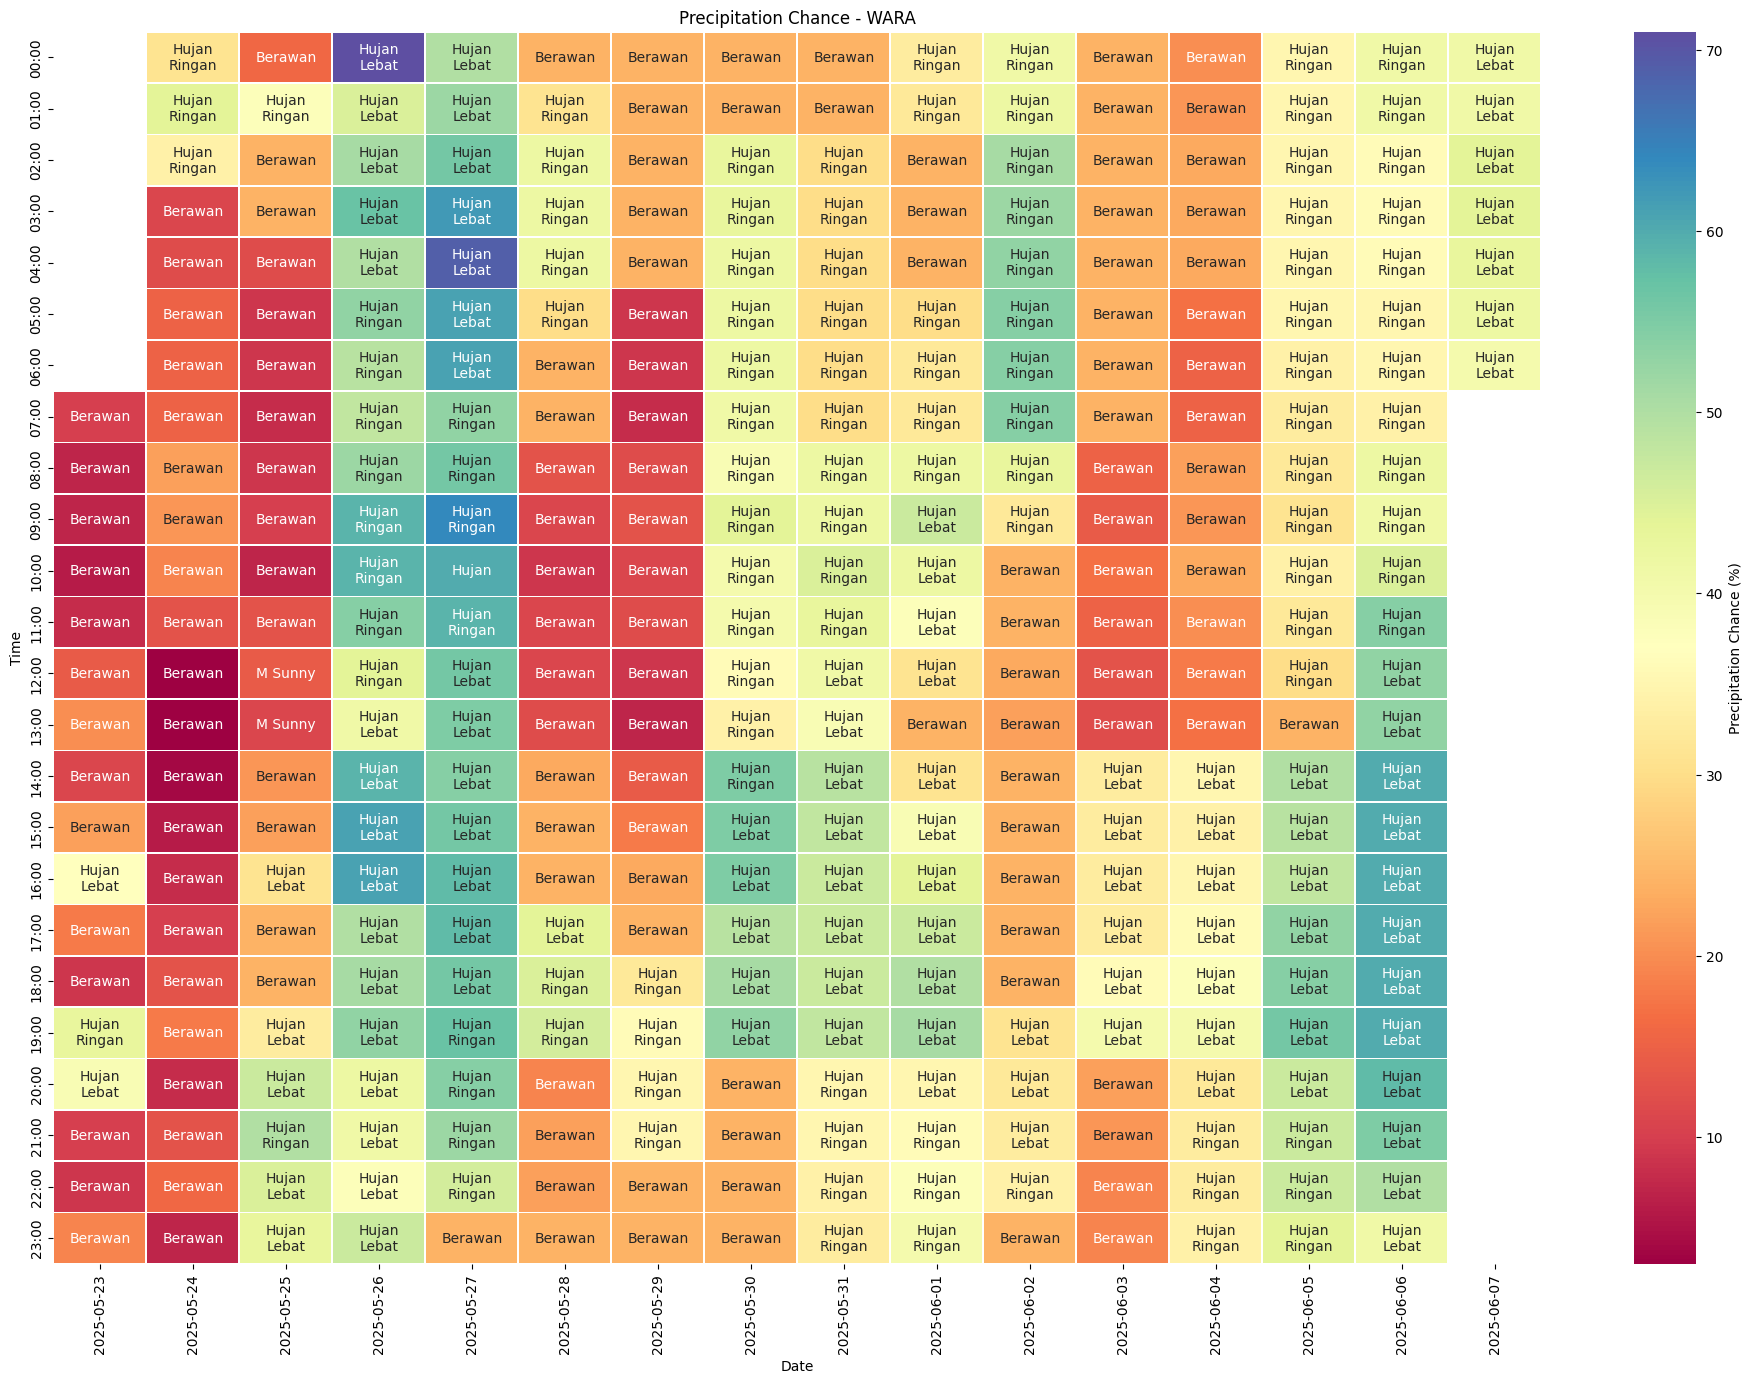 Precipitation Chance - WARA
00:00 Hujan Ringan Berawan Hujan Lebat Hujan Lebat Berawan Berawan Berawan Berawan Hujan Ringan Hujan Ringan Berawan Berawan Hujan Ringan Hujan Ringan Hujan Lebat
01:00 Hujan Ringan Hujan Ringan Hujan Lebat Hujan Lebat Hujan Ringan Berawan Berawan Berawan Hujan Ringan Hujan Ringan Berawan Berawan Hujan Ringan Hujan Ringan Hujan Lebat
02:00 Hujan Ringan Berawan Hujan Lebat Hujan Lebat Hujan Ringan Berawan Hujan Ringan Hujan Ringan Berawan Hujan Ringan Berawan Berawan Hujan Ringan Hujan Ringan Hujan Lebat
03:00 Berawan Berawan Hujan Lebat Hujan Lebat Hujan Ringan Berawan Hujan Ringan Hujan Ringan Berawan Hujan Ringan Berawan Berawan Hujan Ringan Hujan Ringan Hujan Lebat
04:00 Berawan Berawan Hujan Lebat Hujan Lebat Hujan Ringan Berawan Hujan Ringan Hujan Ringan Berawan Hujan Ringan Berawan Berawan Hujan Ringan Hujan Ringan Hujan Lebat
05:00 Berawan Berawan Hujan Ringan Hujan Lebat Hujan Ringan Berawan Hujan Ringan Hujan Ringan Hujan Ringan Hujan Ringan Berawan Berawan Hujan Ringan Hujan Ringan Hujan Lebat
06:00 Berawan Berawan Hujan Ringan Hujan Lebat Berawan Berawan Hujan Ringan Hujan Ringan Hujan Ringan Hujan Ringan Berawan Berawan Hujan Ringan Hujan Ringan Hujan Lebat
07:00 Berawan Berawan Berawan Hujan Ringan Hujan Ringan Berawan Berawan Hujan Ringan Hujan Ringan Hujan Ringan Hujan Ringan Berawan Berawan Hujan Ringan Hujan Ringan
08:00 Berawan Berawan Berawan Hujan Ringan Hujan Ringan Berawan Berawan Hujan Ringan Hujan Ringan Hujan Ringan Hujan Ringan Berawan Berawan Hujan Ringan Hujan Ringan
09:00 Berawan Berawan Berawan Hujan Ringan Hujan Ringan Berawan Berawan Hujan Ringan Hujan Ringan Hujan Lebat Hujan Ringan Berawan Berawan Hujan Ringan Hujan Ringan
10:00 Berawan Berawan Berawan Hujan Ringan Hujan Berawan Berawan Hujan Ringan Hujan Ringan Hujan Lebat Berawan Berawan Berawan Hujan Ringan Hujan Ringan
11:00 Berawan Berawan Berawan Hujan Ringan Hujan Ringan Berawan Berawan Hujan Ringan Hujan Ringan Hujan Lebat Berawan Berawan Berawan Hujan Ringan Hujan Ringan
12:00 Berawan Berawan M Sunny Hujan Ringan Hujan Lebat Berawan Berawan Hujan Ringan Hujan Lebat Hujan Lebat Berawan Berawan Berawan Hujan Ringan Hujan Lebat
13:00 Berawan Berawan M Sunny Hujan Lebat Hujan Lebat Berawan Berawan Hujan Ringan Hujan Lebat Berawan Berawan Berawan Berawan Berawan Hujan Lebat
14:00 Berawan Berawan Berawan Hujan Lebat Hujan Lebat Berawan Berawan Hujan Ringan Hujan Lebat Hujan Lebat Berawan Hujan Lebat Hujan Lebat Hujan Lebat Hujan Lebat
15:00 Berawan Berawan Berawan Hujan Lebat Hujan Lebat Berawan Berawan Hujan Lebat Hujan Lebat Hujan Lebat Berawan Hujan Lebat Hujan Lebat Hujan Lebat Hujan Lebat
16:00 Hujan Lebat Berawan Hujan Lebat Hujan Lebat Hujan Lebat Berawan Berawan Hujan Lebat Hujan Lebat Hujan Lebat Berawan Hujan Lebat Hujan Lebat Hujan Lebat Hujan Lebat
17:00 Berawan Berawan Berawan Hujan Lebat Hujan Lebat Hujan Lebat Berawan Hujan Lebat Hujan Lebat Hujan Lebat Berawan Hujan Lebat Hujan Lebat Hujan Lebat Hujan Lebat
18:00 Berawan Berawan Berawan Hujan Lebat Hujan Lebat Hujan Ringan Hujan Ringan Hujan Lebat Hujan Lebat Hujan Lebat Berawan Hujan Lebat Hujan Lebat Hujan Lebat Hujan Lebat
19:00 Hujan Ringan Berawan Hujan Lebat Hujan Lebat Hujan Ringan Hujan Ringan Hujan Ringan Hujan Lebat Hujan Lebat Hujan Lebat Hujan Lebat Hujan Lebat Hujan Lebat Hujan Lebat Hujan Lebat
20:00 Hujan Lebat Berawan Hujan Lebat Hujan Lebat Hujan Ringan Berawan Hujan Ringan Berawan Hujan Ringan Hujan Lebat Hujan Lebat Berawan Hujan Lebat Hujan Lebat Hujan Lebat
21:00 Berawan Berawan Hujan Ringan Hujan Lebat Hujan Ringan Berawan Hujan Ringan Berawan Hujan Ringan Hujan Ringan Hujan Lebat Berawan Hujan Ringan Hujan Ringan Hujan Lebat
22:00 Berawan Berawan Hujan Lebat Hujan Lebat Hujan Ringan Berawan Berawan Berawan Hujan Ringan Hujan Ringan Hujan Ringan Berawan Hujan Ringan Hujan Ringan Hujan Lebat
23:00 Berawan Berawan Hujan Lebat Hujan Lebat Berawan Berawan Berawan Berawan Hujan Ringan Hujan Ringan Berawan Berawan Hujan Ringan Hujan Ringan Hujan Lebat
Time
2025-05-23 2025-05-24 2025-05-25 2025-05-26 2025-05-27 2025-05-28 2025-05-29 2025-05-30 2025-05-31 2025-06-01 2025-06-02 2025-06-03 2025-06-04 2025-06-05 2025-06-06 2025-06-07
Date
70
60
50
40
30
20
10
Precipitation Chance (%)